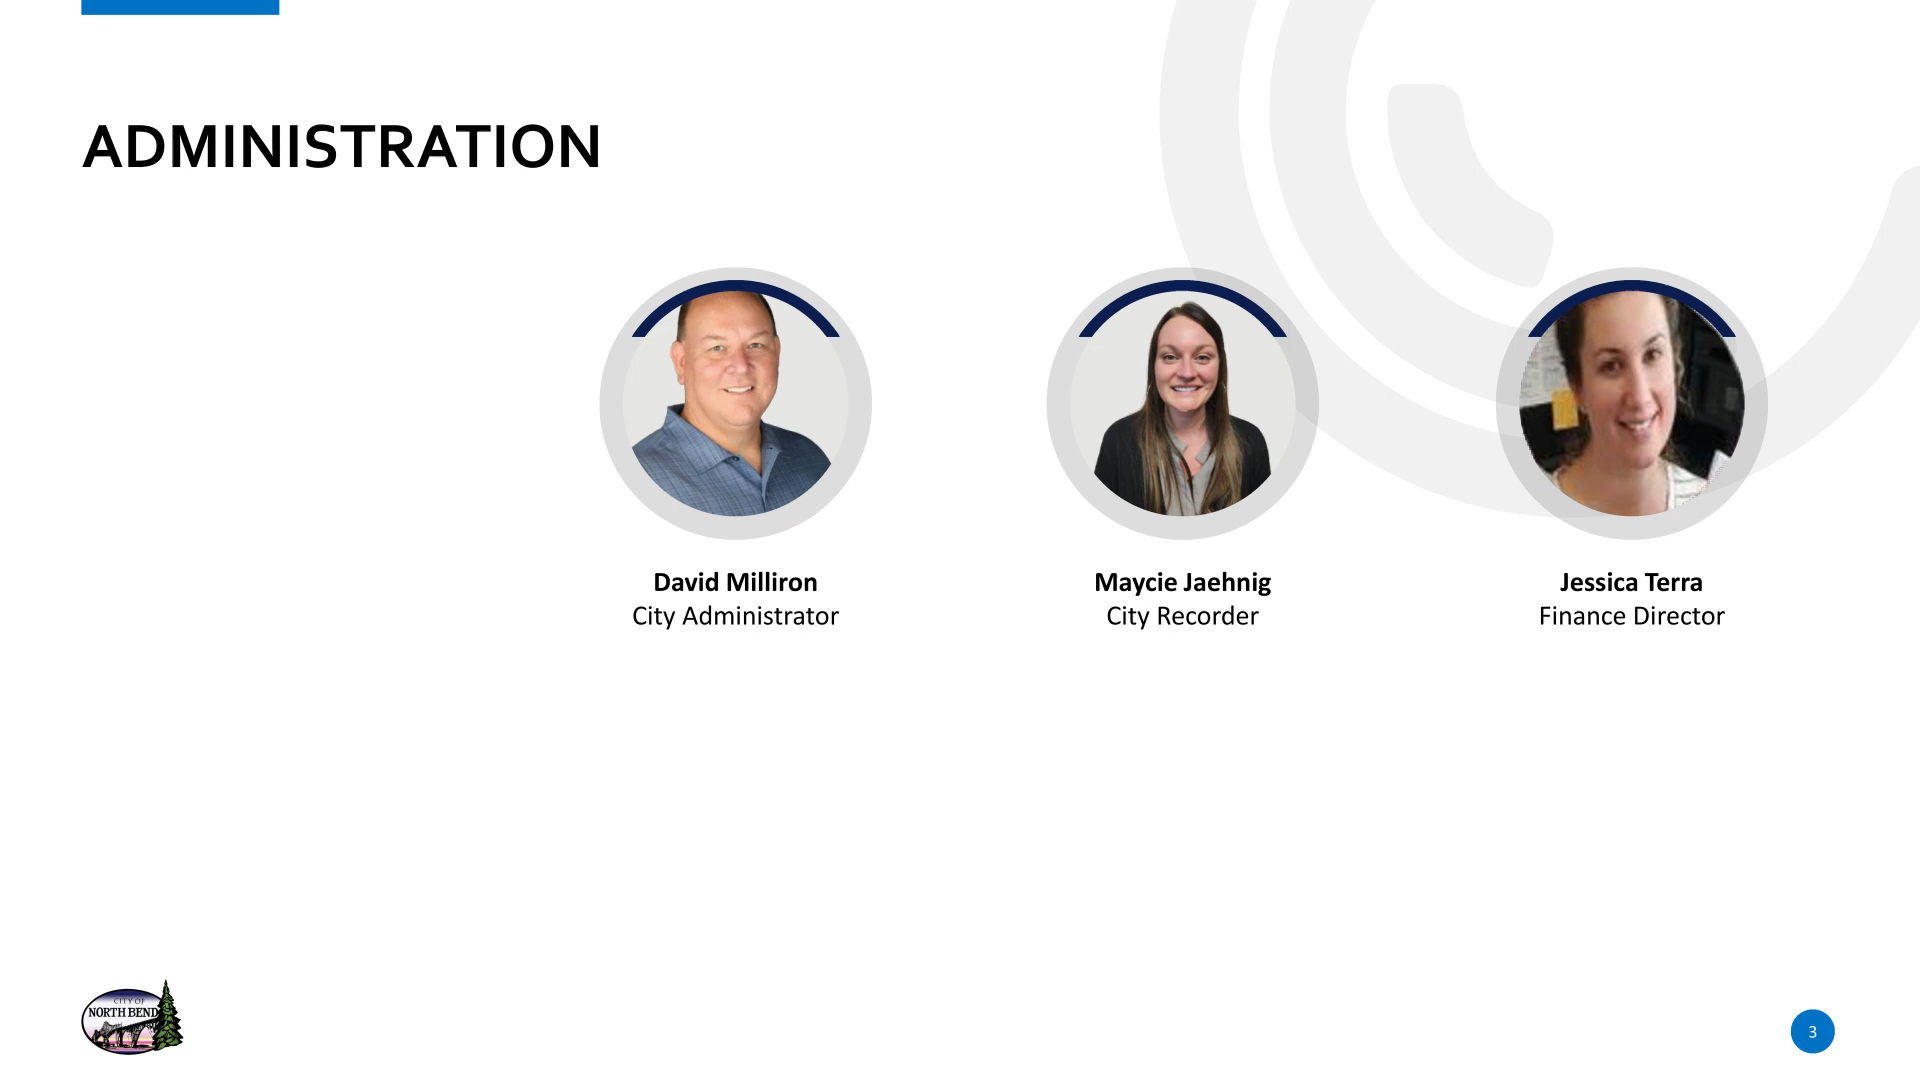 ADMINISTRATION
David Milliron
City Administrator
Maycie Jaehnig
City Recorder
Jessica Terra
Finance Director
CITY OF
NORTH BEND
3